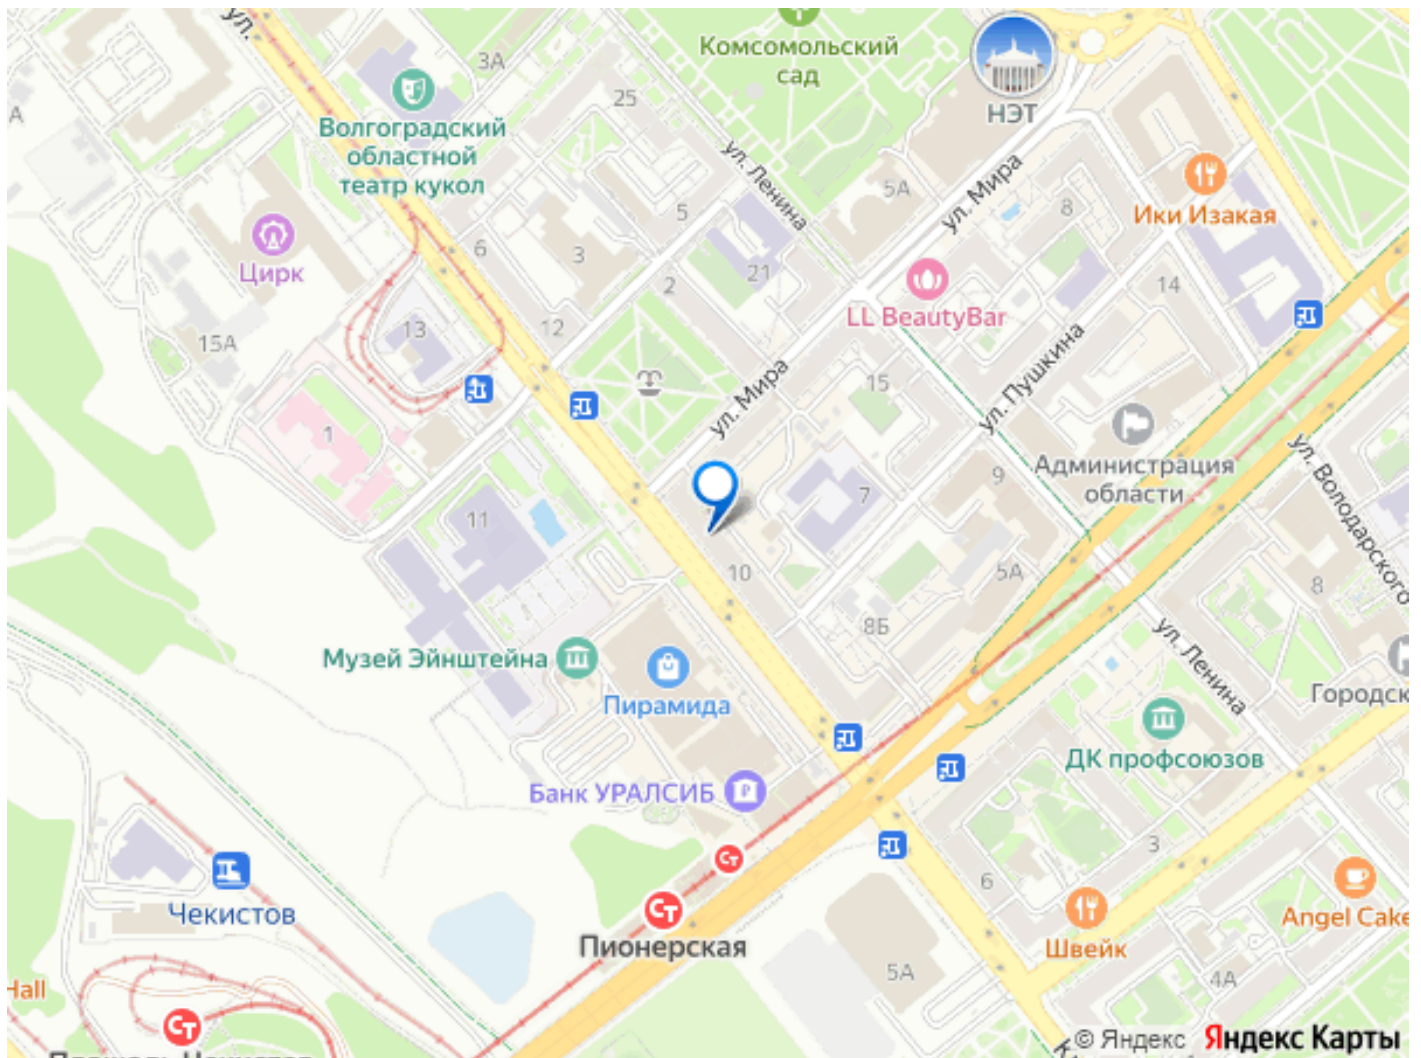 ул.
3А
Комсомольский
сад
НЭТ
А
25
Волгоградский
областной
театр кукол
ул. Ленина
5А
ул. Мира
8
Ики Изакая
5
6
3
Цирк
21
2
14
LL BeautyBar
12
13
15А
15
ул. Пушкина
ул. Мира
1
Администрация
области
ул. Володарского
9
7
11
10
5А
8
8Б
ул. Ленина
Музей Эйнштейна
Пирамида
Городск
ДК профсоюзов
Банк УРАЛСИБ
3
6
Чекистов
Angel Cake
Пионерская
Швейк
5А
4А
Hall
© Яндекс Яндекс Карты